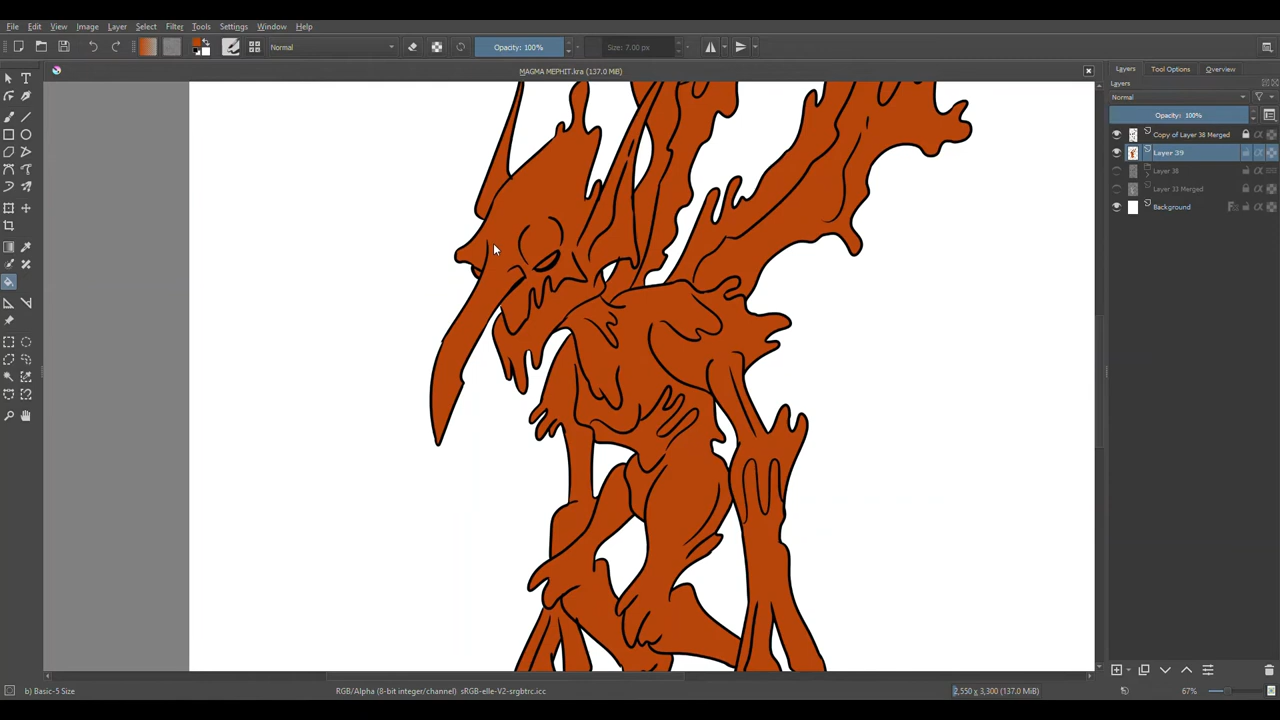 File Edit View Image Layer Select Filter Tools Settings Window Help
Normal Opacity: 100% Size: 7.00 px
MAGMA MEPHIT.kra (137.0 MiB)
Layers Tool Options Overview
Layers
Normal
Opacity: 100%
Copy of Layer 38 Merged
Layer 39
Layer 38
Layer 33 Merged
Background
b) Basic-5 Size RGB/Alpha (8-bit integer/channel) sRGB-elle-V2-srgbtrc.icc 2,550 x 3,300 (137.0 MiB) 67%